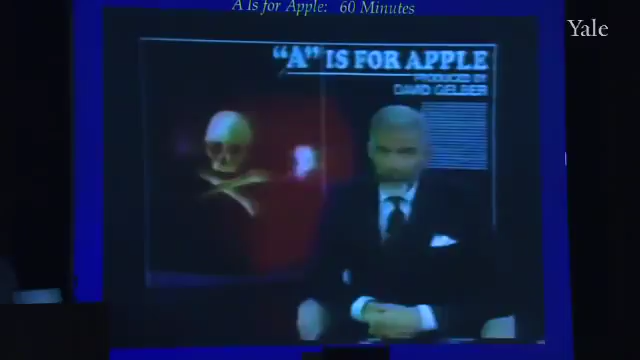 A Is for Apple: 60 Minutes
Yale
"A" IS FOR APPLE
PRODUCED BY
DAVID GELBER